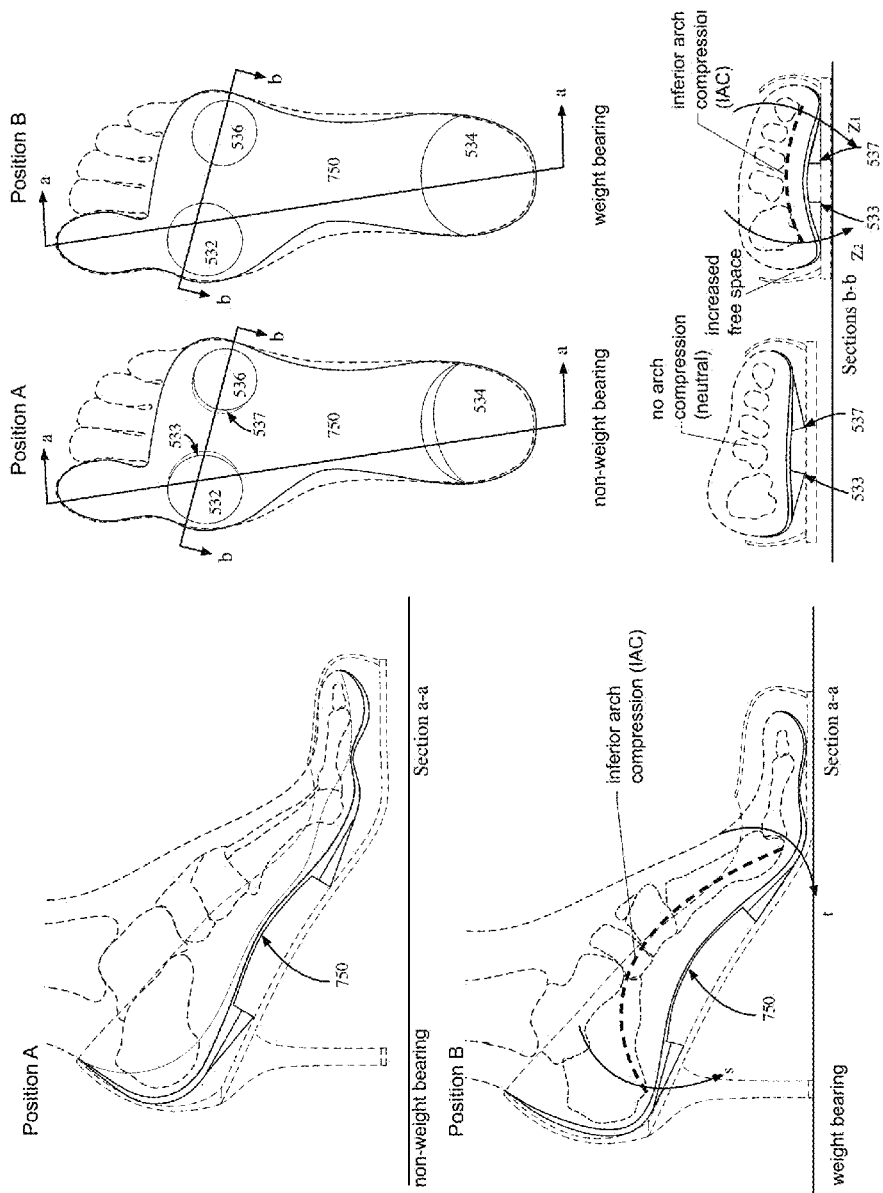 Position A
750
non-weight bearing
Section a-a
Position B
inferior arch
compression (IAC)
750
s
t
weight bearing
Section a-a
Position A
a
533
532
b
b
536
537
750
534
a
non-weight bearing
Position B
a
532
b
b
536
750
534
a
weight bearing
no arch
compression
(neutral)
533
537
increased
free space
inferior arch
compression
(IAC)
Z2
Z1
533
537
Sections b-b